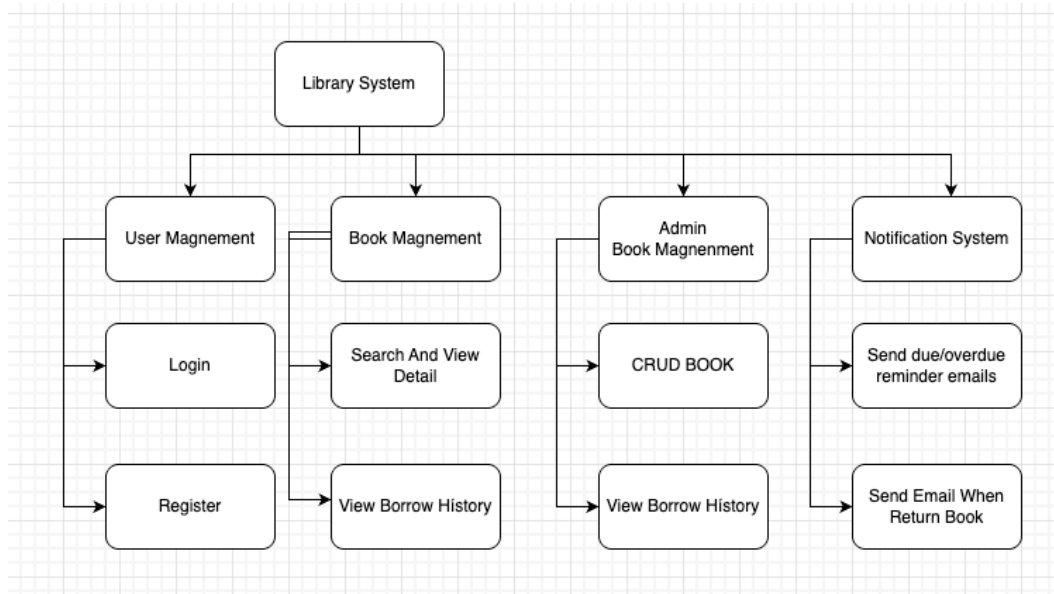 Library System
User Magnement
Book Magnement
Admin
Book Magnenment
Notification System
Login
Search And View
Detail
CRUD BOOK
Send due/overdue
reminder emails
Register
View Borrow History
View Borrow History
Send Email When
Return Book